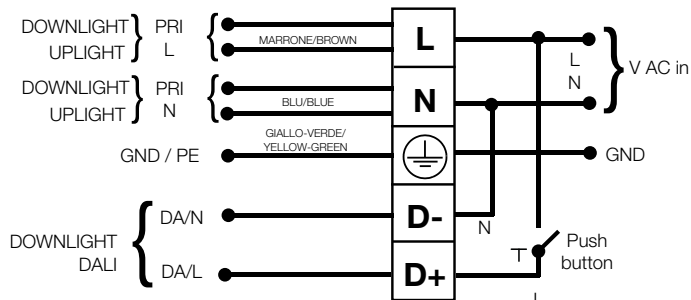 DOWNLIGHT PRI
UPLIGHT L
MARRONE/BROWN
L
L
N
V AC in
DOWNLIGHT PRI
UPLIGHT N
BLU/BLUE
N
GIALLO-VERDE/
YELLOW-GREEN
GND / PE
GND
DA/N
D-
N
DOWNLIGHT
DALI
DA/L
D+
Push
button